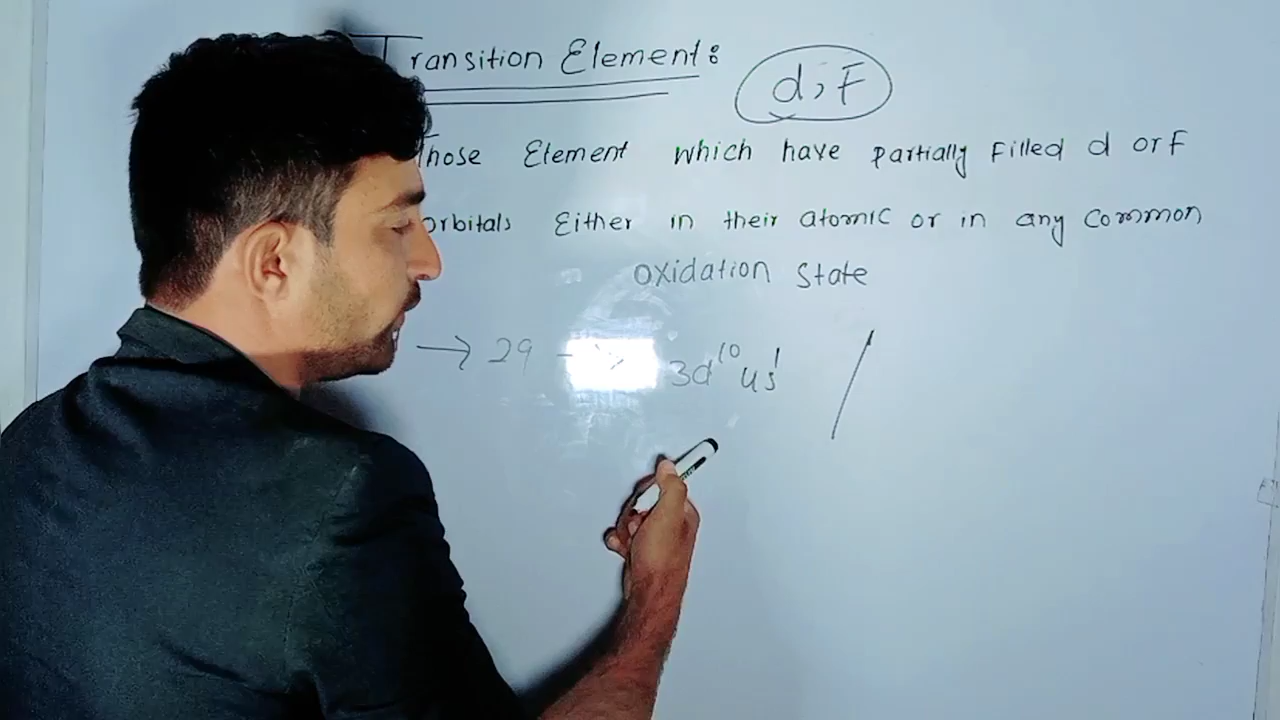 Transition Element:
d, F
Those Element which have partially Filled d or F
orbitals Either in their atomic or in any Common
oxidation state
→ 29 → 3d¹⁰ 4s¹ /